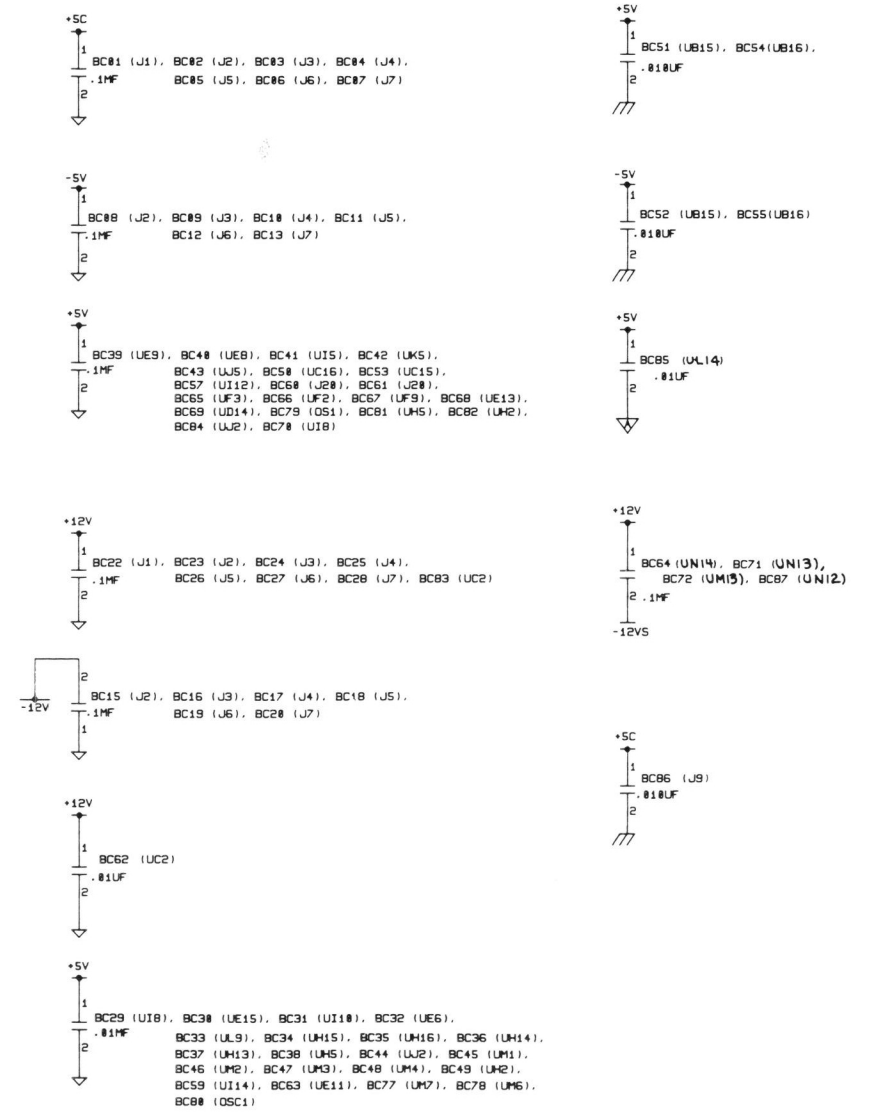 +5C
1
BC01 (J1), BC02 (J2), BC03 (J3), BC04 (J4),
.1MF BC05 (J5), BC06 (J6), BC07 (J7)
2
-5V
1
BC08 (J2), BC09 (J3), BC10 (J4), BC11 (J5),
.1MF BC12 (J6), BC13 (J7)
2
+5V
1
BC39 (UE9), BC40 (UE8), BC41 (UI5), BC42 (UK5),
.1MF BC43 (UJ5), BC50 (UC16), BC53 (UC15),
BC57 (UI12), BC60 (J20), BC61 (J20),
2
BC65 (UF3), BC66 (UF2), BC67 (UF9), BC68 (UE13),
BC69 (UD14), BC79 (OS1), BC81 (UH5), BC82 (UH2),
BC84 (UJ2), BC70 (UI8)
+12V
1
BC22 (J1), BC23 (J2), BC24 (J3), BC25 (J4),
.1MF BC26 (J5), BC27 (J6), BC28 (J7), BC83 (UC2)
2
-12V
2
BC15 (J2), BC16 (J3), BC17 (J4), BC18 (J5),
.1MF BC19 (J6), BC20 (J7)
1
+12V
1
BC62 (UC2)
.01UF
2
+5V
1
BC29 (UI8), BC30 (UE15), BC31 (UI10), BC32 (UE6),
.01MF BC33 (UL9), BC34 (UH15), BC35 (UH16), BC36 (UH14),
2
BC37 (UH13), BC38 (UH5), BC44 (UJ2), BC45 (UM1),
BC46 (UM2), BC47 (UM3), BC48 (UM4), BC49 (UH2),
BC59 (UI14), BC63 (UE11), BC77 (UM7), BC78 (UM6),
BC80 (OSC1)
+5V
1
BC51 (UB15), BC54(UB16),
.010UF
2
-5V
1
BC52 (UB15), BC55(UB16)
.010UF
2
+5V
1
BC85 (UL14)
.01UF
2
+12V
1
BC64 (UN14), BC71 (UN13),
BC72 (UM13), BC87 (UN12)
2 .1MF
-12VS
+5C
1
BC86 (J9)
.010UF
2